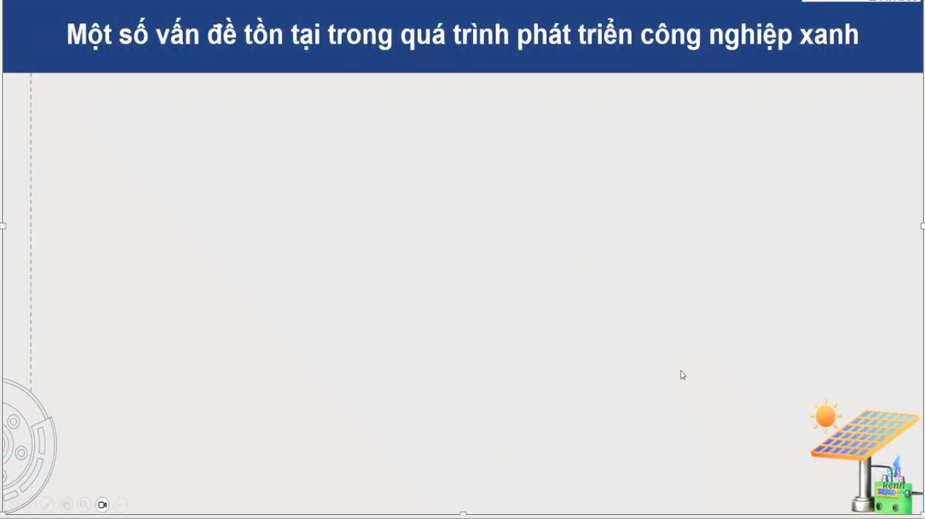 Một số vấn đề tồn tại trong quá trình phát triển công nghiệp xanh